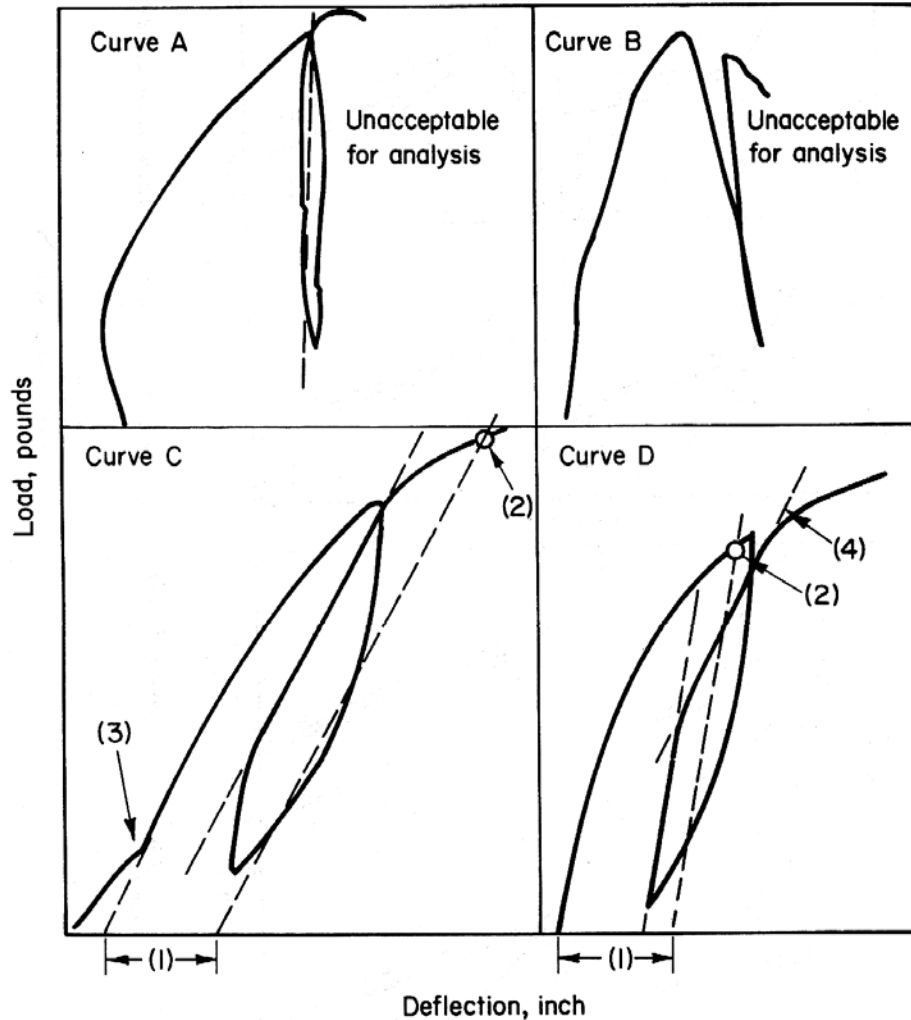 Curve A
Unacceptable
for analysis
Curve B
Unacceptable
for analysis
Load, pounds
Curve C
(2)
(3)
(1)
Curve D
(4)
(2)
(1)
Deflection, inch